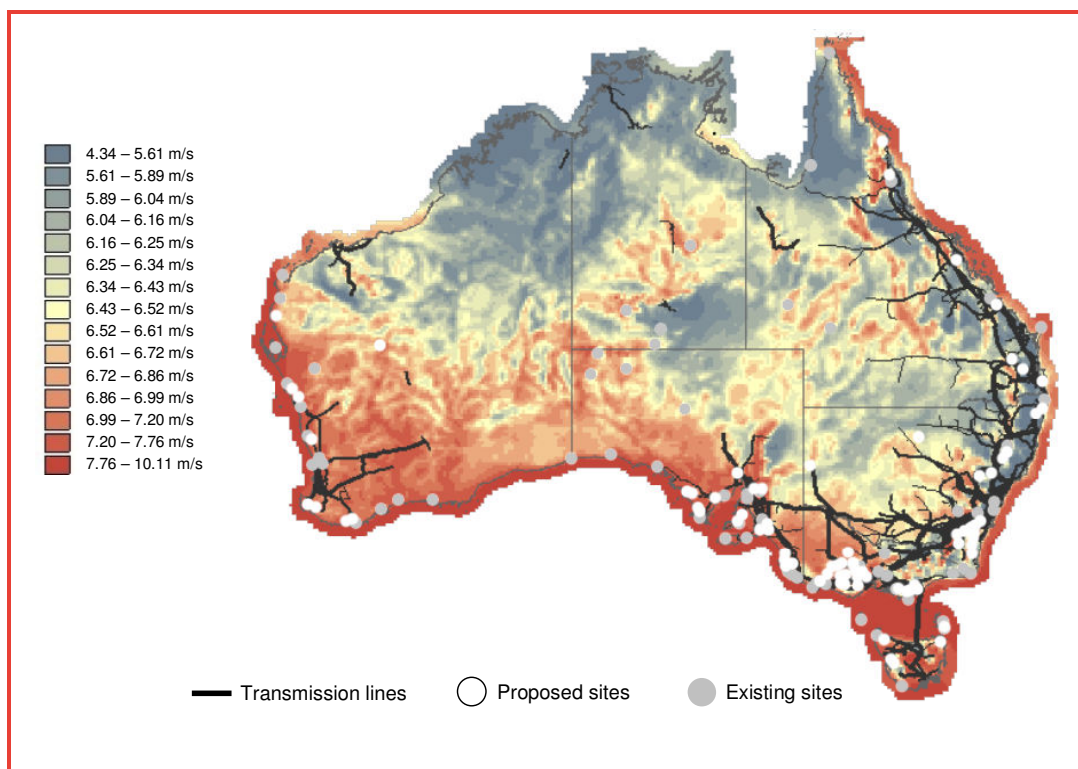 4.34 – 5.61 m/s
5.61 – 5.89 m/s
5.89 – 6.04 m/s
6.04 – 6.16 m/s
6.16 – 6.25 m/s
6.25 – 6.34 m/s
6.34 – 6.43 m/s
6.43 – 6.52 m/s
6.52 – 6.61 m/s
6.61 – 6.72 m/s
6.72 – 6.86 m/s
6.86 – 6.99 m/s
6.99 – 7.20 m/s
7.20 – 7.76 m/s
7.76 – 10.11 m/s
Transmission lines Proposed sites Existing sites